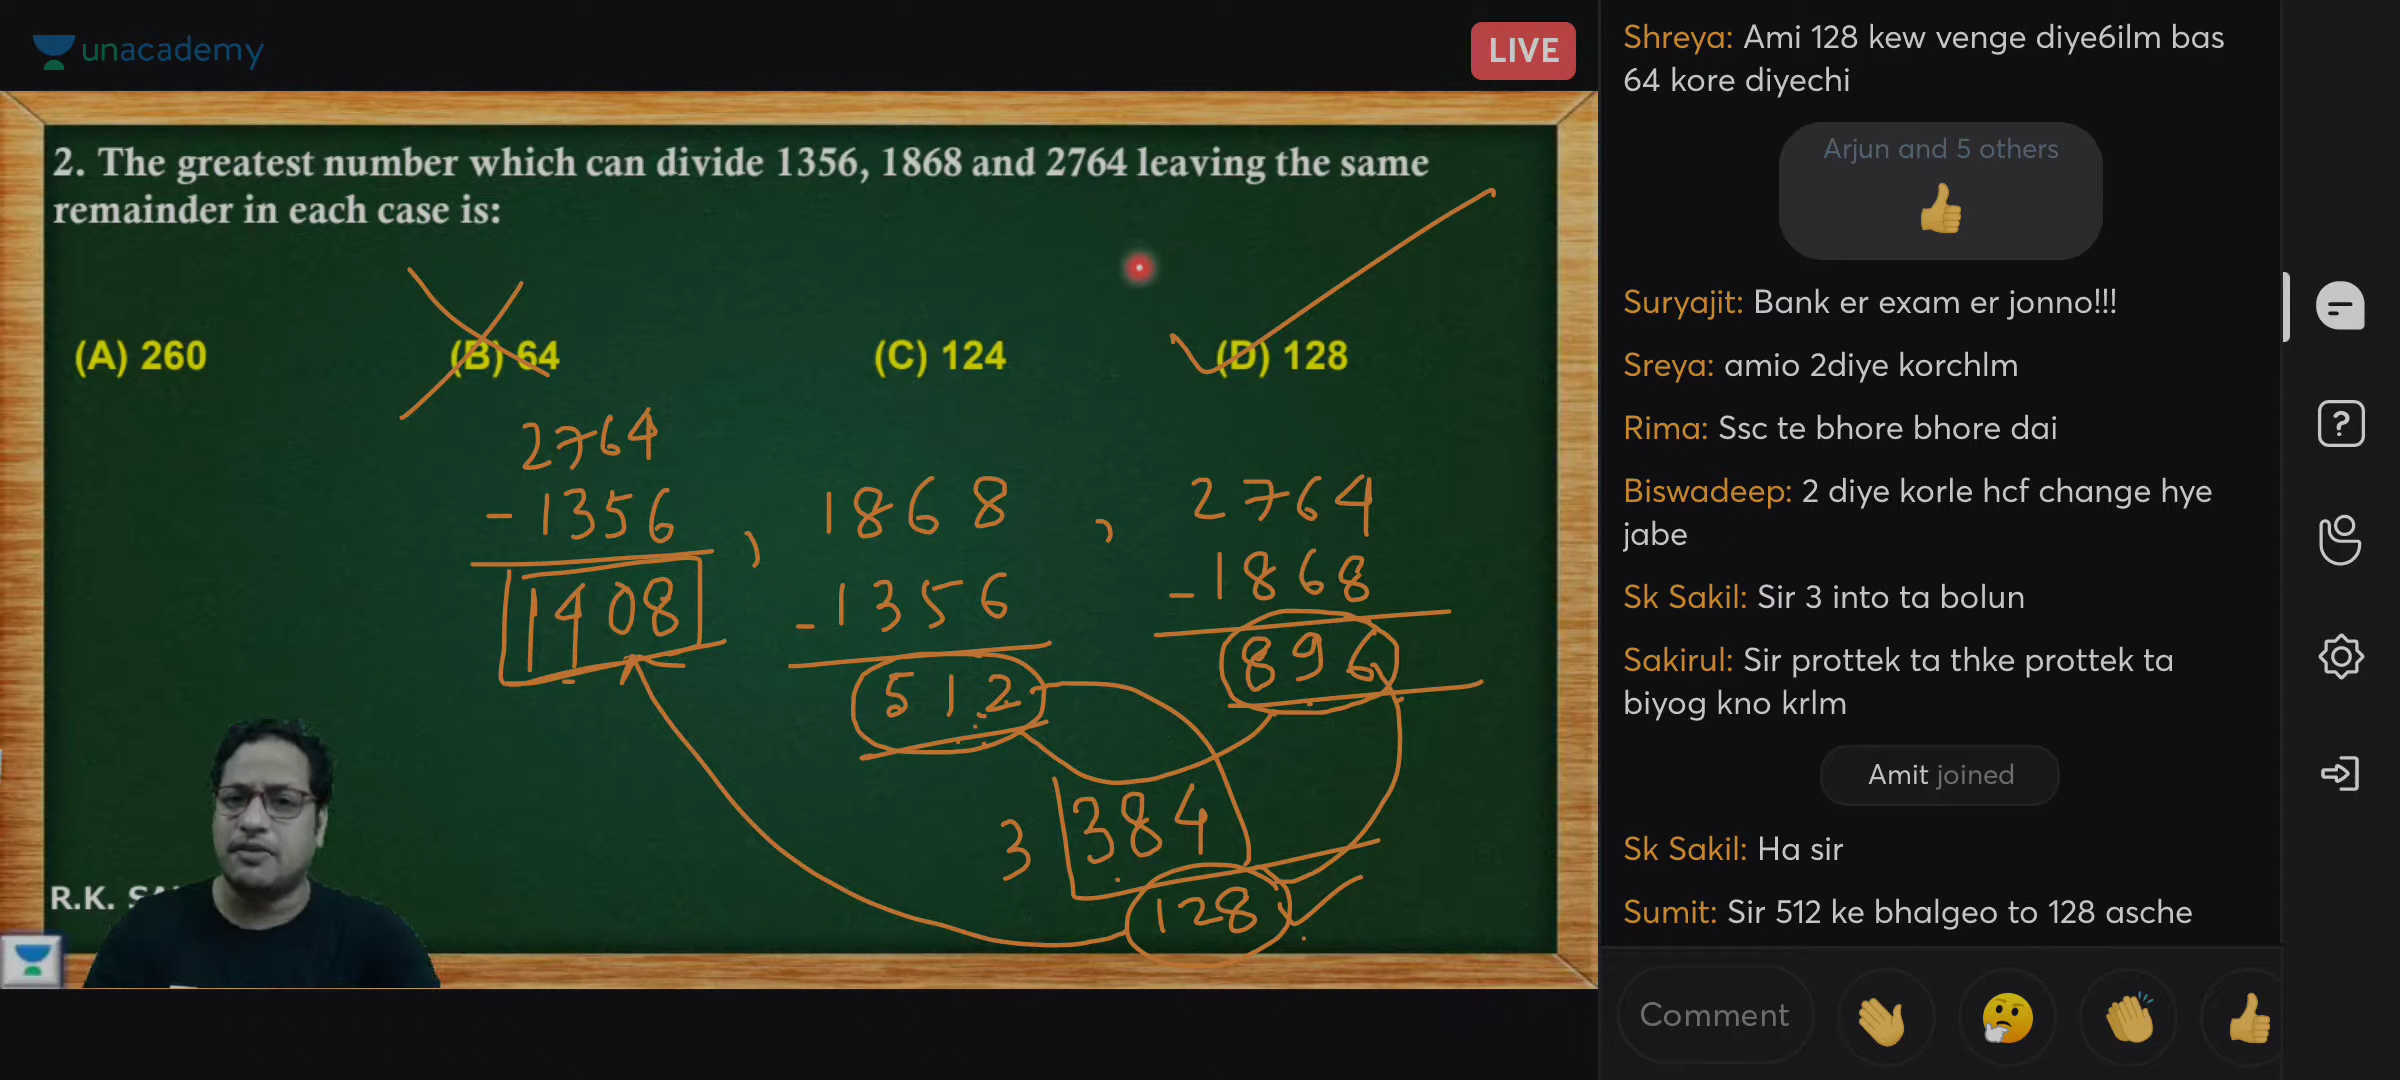 unacademy
LIVE
2. The greatest number which can divide 1356, 1868 and 2764 leaving the same
remainder in each case is:
(A) 260 (B) 64 (C) 124 (D) 128
2764
- 1356
1408
,
1868
- 1356
512
,
2764
- 1868
896
3 384
128
R.K.
Shreya: Ami 128 kew venge diye6ilm bas
64 kore diyechi
Arjun and 5 others
Suryajit: Bank er exam er jonno!!!
Sreya: amio 2diye korchlm
Rima: Ssc te bhore bhore dai
Biswadeep: 2 diye korle hcf change hye
jabe
Sk Sakil: Sir 3 into ta bolun
Sakirul: Sir prottek ta thke prottek ta
biyog kno krlm
Amit joined
Sk Sakil: Ha sir
Sumit: Sir 512 ke bhalgeo to 128 asche
Comment
?